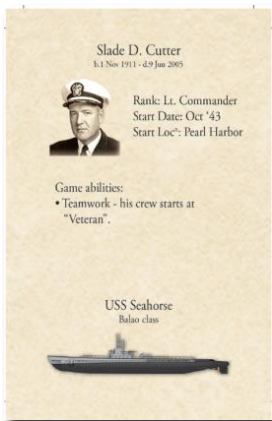 Slade D. Cutter
b.1 Nov 1911 - d.9 Jun 2005
Rank: Lt. Commander
Start Date: Oct '43
Start Loc*: Pearl Harbor
Game abilities:
• Teamwork - his crew starts at
"Veteran".
USS Seahorse
Balao class